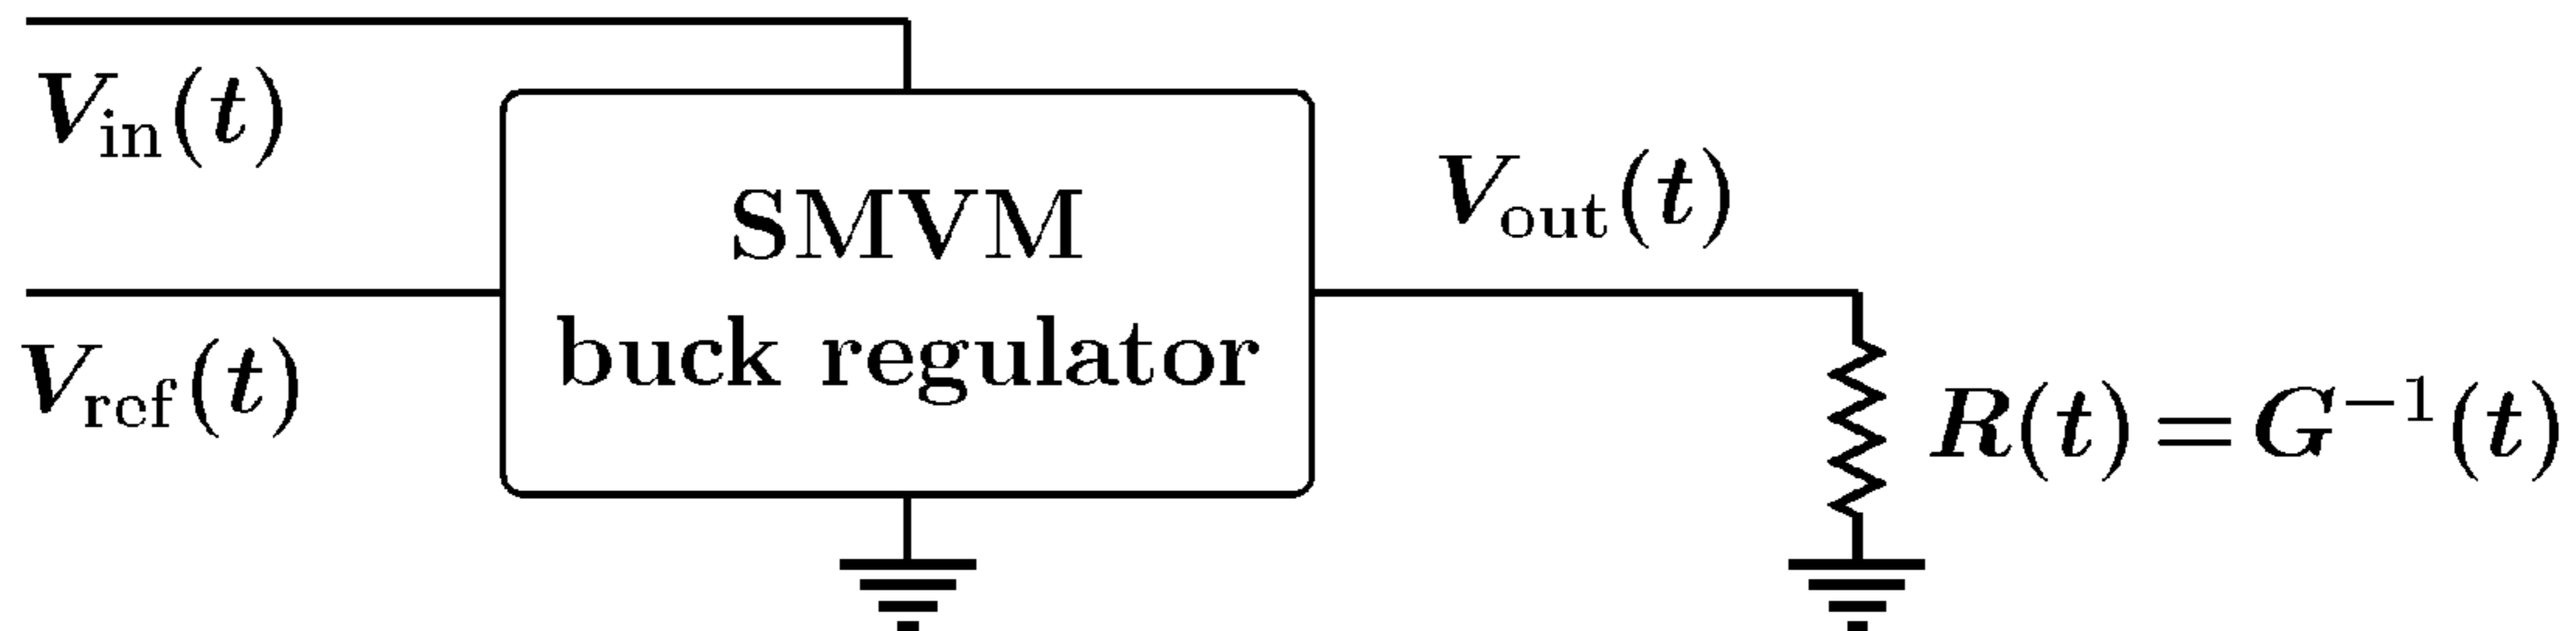 V_in(t)
SMVM
buck regulator
V_ref(t)
V_out(t)
R(t) = G^{-1}(t)